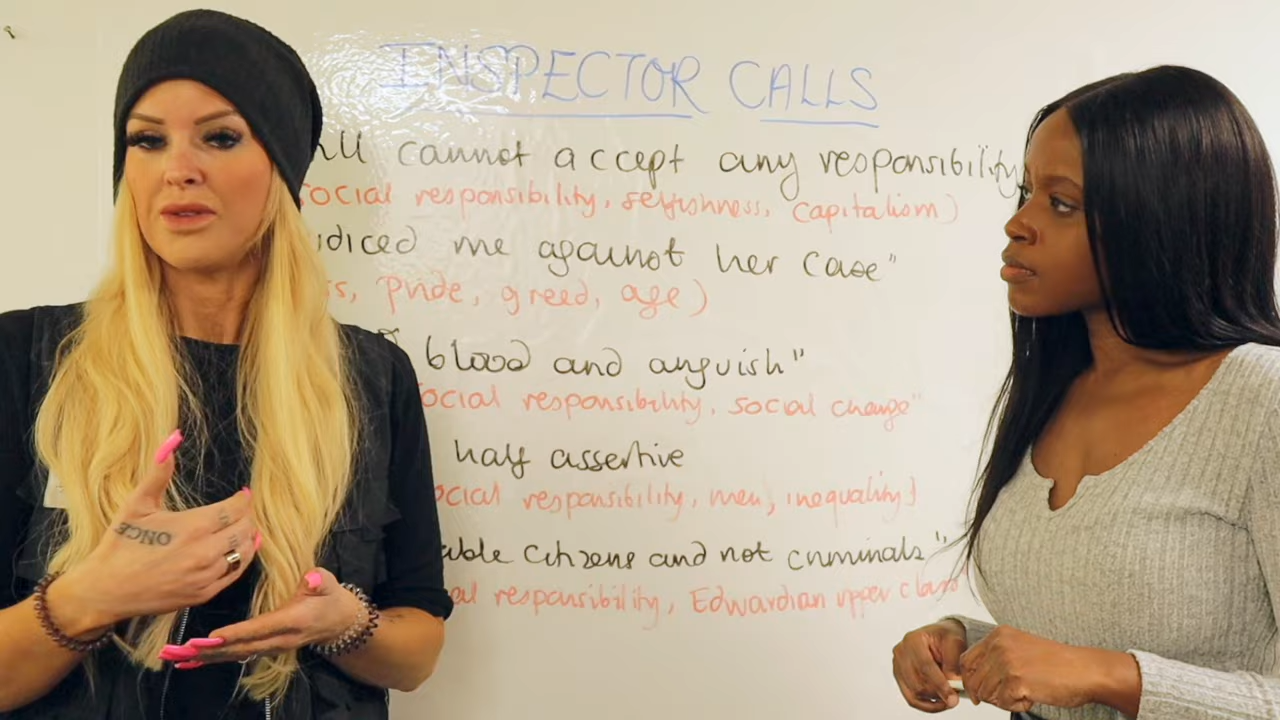 INSPECTOR CALLS
cannot accept any responsibility
social responsibility, selfishness, capitalism)
udiced me against her case"
s, pride, greed, age)
blood and anguish"
social responsibility, social change"
half assertive
ocial responsibility, men, inequality)
able citizens and not criminals"
al responsibility, Edwardian upper class
ONCE